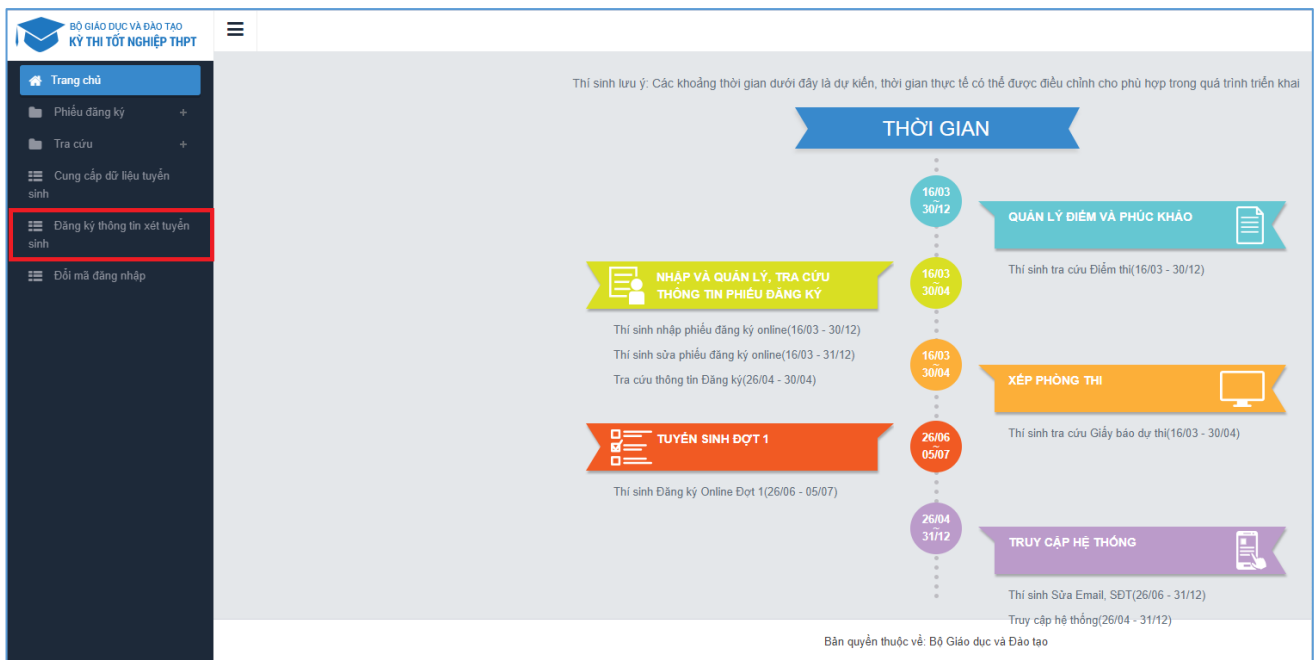 BỘ GIÁO DỤC VÀ ĐÀO TẠO
KỲ THI TỐT NGHIỆP THPT
Trang chủ
Phiếu đăng ký +
Tra cứu +
Cung cấp dữ liệu tuyển
sinh
Đăng ký thông tin xét tuyển
sinh
Đổi mã đăng nhập
Thí sinh lưu ý: Các khoảng thời gian dưới đây là dự kiến, thời gian thực tế có thể được điều chỉnh cho phù hợp trong quá trình triển khai
THỜI GIAN
16/03
~
30/12
QUẢN LÝ ĐIỂM VÀ PHÚC KHẢO
Thí sinh tra cứu Điểm thi(16/03 - 30/12)
NHẬP VÀ QUẢN LÝ, TRA CỨU
THÔNG TIN PHIẾU ĐĂNG KÝ
16/03
~
30/04
Thí sinh nhập phiếu đăng ký online(16/03 - 30/12)
Thí sinh sửa phiếu đăng ký online(16/03 - 31/12)
Tra cứu thông tin Đăng ký(26/04 - 30/04)
16/03
~
30/04
XẾP PHÒNG THI
Thí sinh tra cứu Giấy báo dự thi(16/03 - 30/04)
TUYỂN SINH ĐỢT 1
26/06
~
05/07
Thí sinh Đăng ký Online Đợt 1(26/06 - 05/07)
26/04
~
31/12
TRUY CẬP HỆ THỐNG
Thí sinh Sửa Email, SĐT(26/06 - 31/12)
Truy cập hệ thống(26/04 - 31/12)
Bản quyền thuộc về: Bộ Giáo dục và Đào tạo